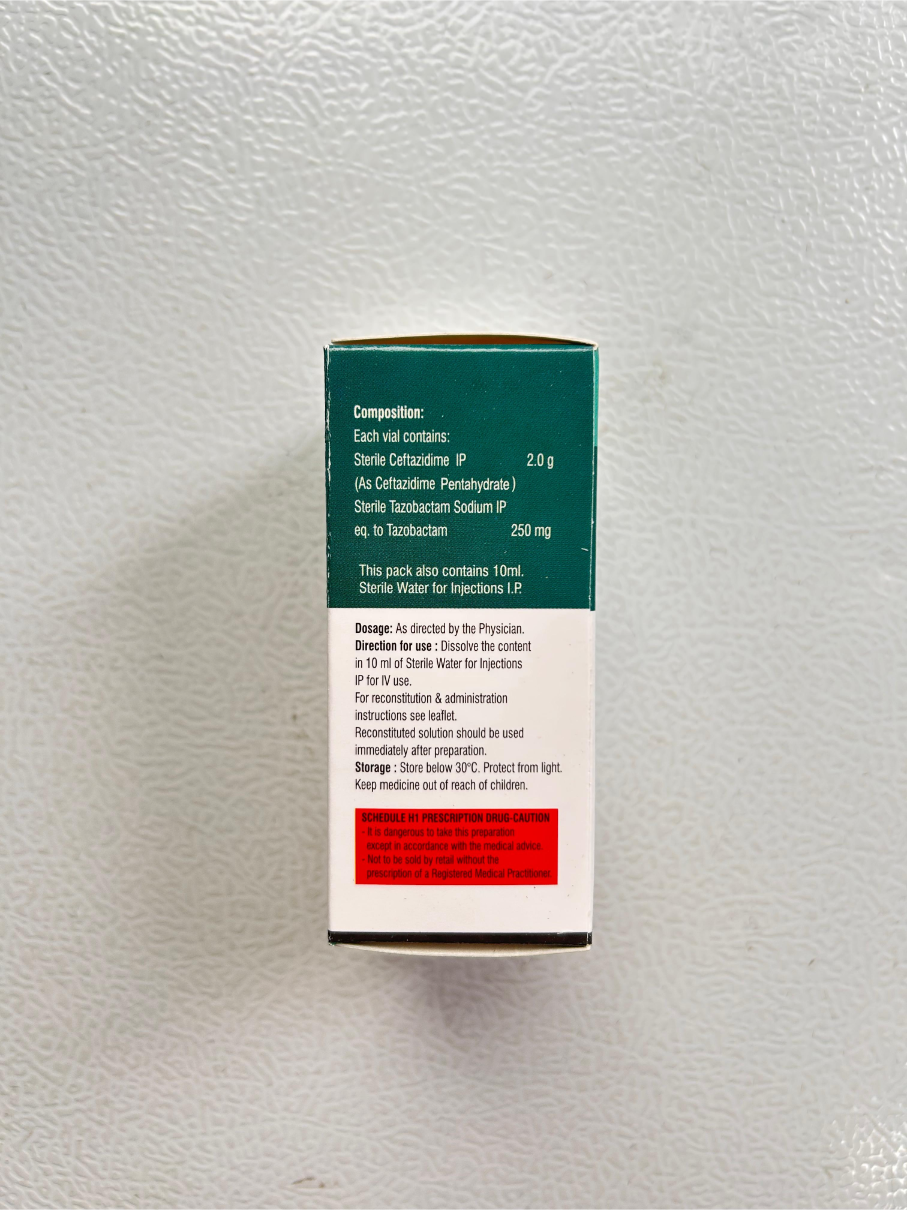 Composition:
Each vial contains:
Sterile Ceftazidime IP 2.0 g
(As Ceftazidime Pentahydrate)
Sterile Tazobactam Sodium IP
eq. to Tazobactam 250 mg
This pack also contains 10ml.
Sterile Water for Injections I.P.
Dosage: As directed by the Physician.
Direction for use : Dissolve the content
in 10 ml of Sterile Water for Injections
IP for IV use.
For reconstitution & administration
instructions see leaflet.
Reconstituted solution should be used
immediately after preparation.
Storage : Store below 30°C. Protect from light.
Keep medicine out of reach of children.
SCHEDULE H1 PRESCRIPTION DRUG-CAUTION
- It is dangerous to take this preparation
except in accordance with the medical advice.
- Not to be sold by retail without the
prescription of a Registered Medical Practitioner.